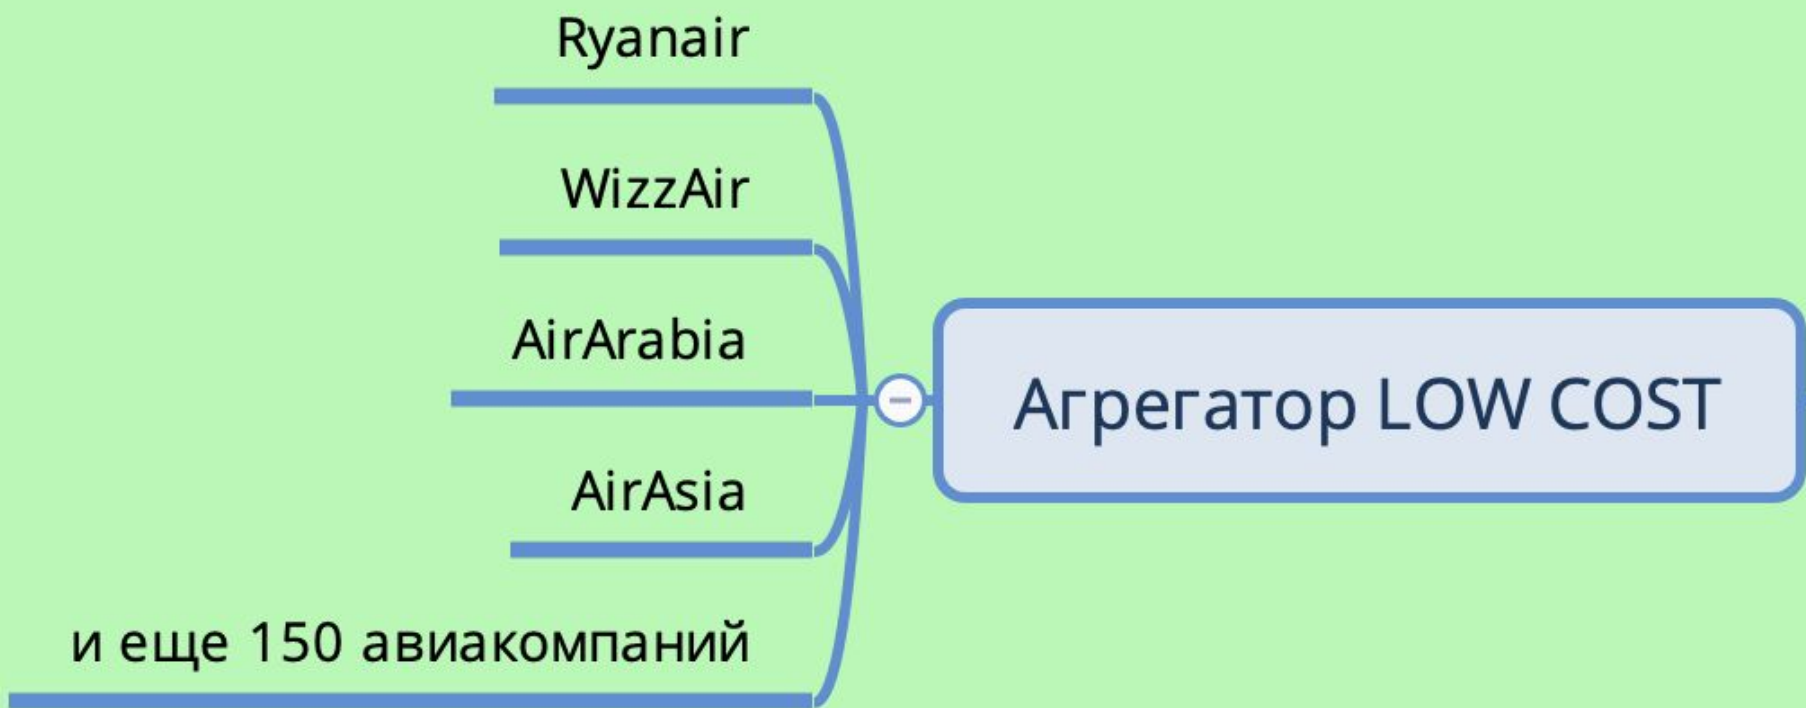 Ryanair
WizzAir
AirArabia
AirAsia
и еще 150 авиакомпаний
Агрегатор LOW COST